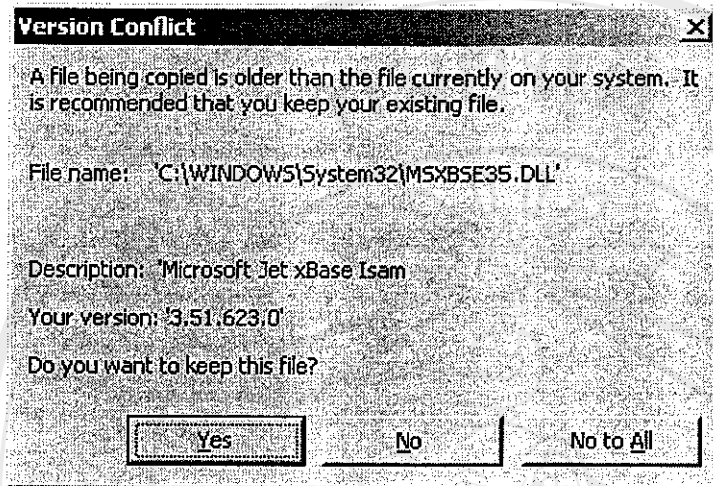 Version Conflict
A file being copied is older than the file currently on your system. It
is recommended that you keep your existing file.
File name: 'C:\WINDOWS\System32\MSXBSE35.DLL'
Description: 'Microsoft Jet xBase Isam
Your version: '3.51.623.0'
Do you want to keep this file?
Yes No No to All